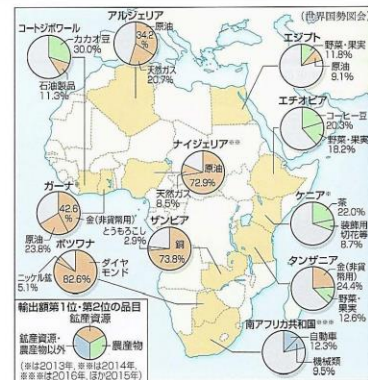 (世界国勢図会)
アルジェリア
原油
34.2
%
天然ガス
20.7%
コートジボワール
カカオ豆
30.0%
石油製品
11.3%
エジプト
野菜・果実
11.8%
原油
9.1%
エチオピア
コーヒー豆
20.3%
野菜・果実
18.2%
ナイジェリア※※
原油
72.9%
天然ガス
8.5%
ケニア※
茶
22.0%
装飾用
切花等
8.7%
ガーナ※
42.6
%
金(非貨幣用)
原油
23.8%
ザンビア
とうもろこし
2.9%
銅
73.8%
タンザニア
金(非貨幣用)
24.4%
野菜・
果実
12.6%
ボツワナ
ダイヤ
モンド
82.6%
ニッケル鉱
5.1%
南アフリカ共和国※※※
自動車
12.3%
機械類
9.5%
輸出額第1位・第2位の品目
鉱産資源
鉱産資源・
農産物以外
農産物
(※は2013年、※※は2014年、
※※※は2016年、ほか2015年)